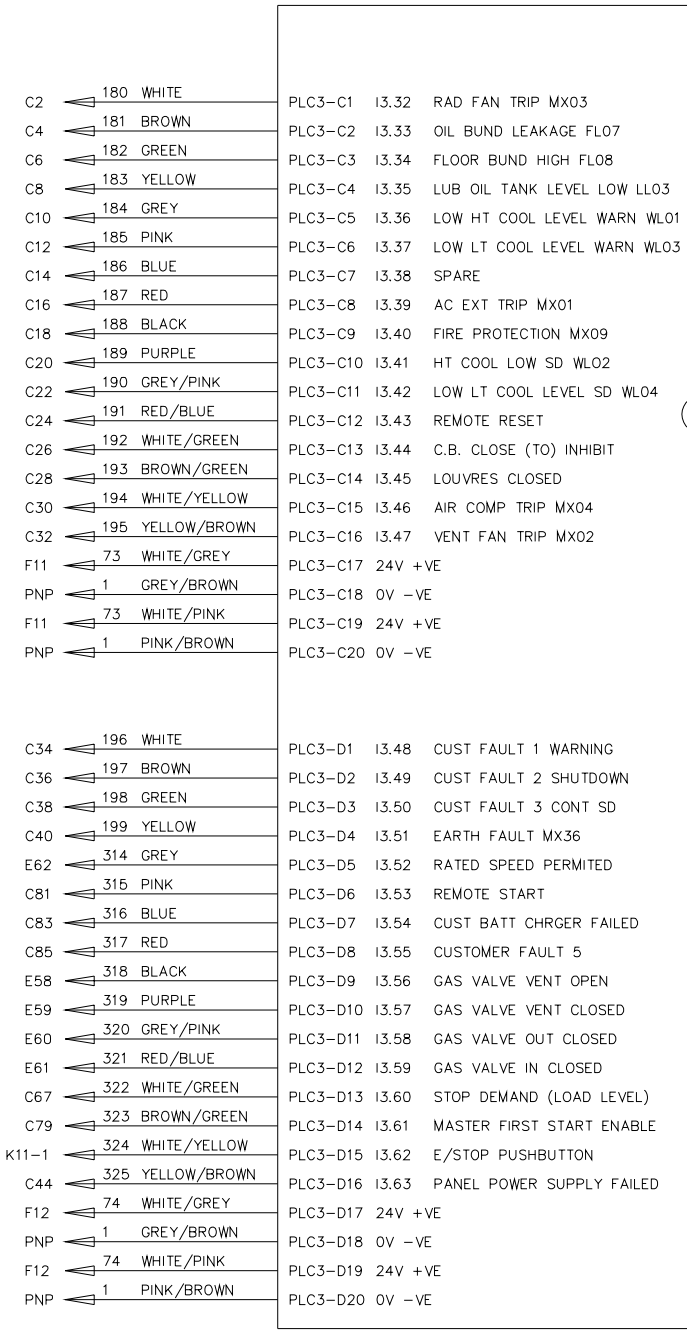 C2 180 WHITE PLC3-C1 I3.32 RAD FAN TRIP MX03
C4 181 BROWN PLC3-C2 I3.33 OIL BUND LEAKAGE FL07
C6 182 GREEN PLC3-C3 I3.34 FLOOR BUND HIGH FL08
C8 183 YELLOW PLC3-C4 I3.35 LUB OIL TANK LEVEL LOW LL03
C10 184 GREY PLC3-C5 I3.36 LOW HT COOL LEVEL WARN WL01
C12 185 PINK PLC3-C6 I3.37 LOW LT COOL LEVEL WARN WL03
C14 186 BLUE PLC3-C7 I3.38 SPARE
C16 187 RED PLC3-C8 I3.39 AC EXT TRIP MX01
C18 188 BLACK PLC3-C9 I3.40 FIRE PROTECTION MX09
C20 189 PURPLE PLC3-C10 I3.41 HT COOL LOW SD WL02
C22 190 GREY/PINK PLC3-C11 I3.42 LOW LT COOL LEVEL SD WL04
C24 191 RED/BLUE PLC3-C12 I3.43 REMOTE RESET
C26 192 WHITE/GREEN PLC3-C13 I3.44 C.B. CLOSE (TO) INHIBIT
C28 193 BROWN/GREEN PLC3-C14 I3.45 LOUVRES CLOSED
C30 194 WHITE/YELLOW PLC3-C15 I3.46 AIR COMP TRIP MX04
C32 195 YELLOW/BROWN PLC3-C16 I3.47 VENT FAN TRIP MX02
F11 73 WHITE/GREY PLC3-C17 24V +VE
PNP 1 GREY/BROWN PLC3-C18 0V -VE
F11 73 WHITE/PINK PLC3-C19 24V +VE
PNP 1 PINK/BROWN PLC3-C20 0V -VE
C34 196 WHITE PLC3-D1 I3.48 CUST FAULT 1 WARNING
C36 197 BROWN PLC3-D2 I3.49 CUST FAULT 2 SHUTDOWN
C38 198 GREEN PLC3-D3 I3.50 CUST FAULT 3 CONT SD
C40 199 YELLOW PLC3-D4 I3.51 EARTH FAULT MX36
E62 314 GREY PLC3-D5 I3.52 RATED SPEED PERMITED
C81 315 PINK PLC3-D6 I3.53 REMOTE START
C83 316 BLUE PLC3-D7 I3.54 CUST BATT CHRGER FAILED
C85 317 RED PLC3-D8 I3.55 CUSTOMER FAULT 5
E58 318 BLACK PLC3-D9 I3.56 GAS VALVE VENT OPEN
E59 319 PURPLE PLC3-D10 I3.57 GAS VALVE VENT CLOSED
E60 320 GREY/PINK PLC3-D11 I3.58 GAS VALVE OUT CLOSED
E61 321 RED/BLUE PLC3-D12 I3.59 GAS VALVE IN CLOSED
C67 322 WHITE/GREEN PLC3-D13 I3.60 STOP DEMAND (LOAD LEVEL)
C79 323 BROWN/GREEN PLC3-D14 I3.61 MASTER FIRST START ENABLE
K11-1 324 WHITE/YELLOW PLC3-D15 I3.62 E/STOP PUSHBUTTON
C44 325 YELLOW/BROWN PLC3-D16 I3.63 PANEL POWER SUPPLY FAILED
F12 74 WHITE/GREY PLC3-D17 24V +VE
PNP 1 GREY/BROWN PLC3-D18 0V -VE
F12 74 WHITE/PINK PLC3-D19 24V +VE
PNP 1 PINK/BROWN PLC3-D20 0V -VE